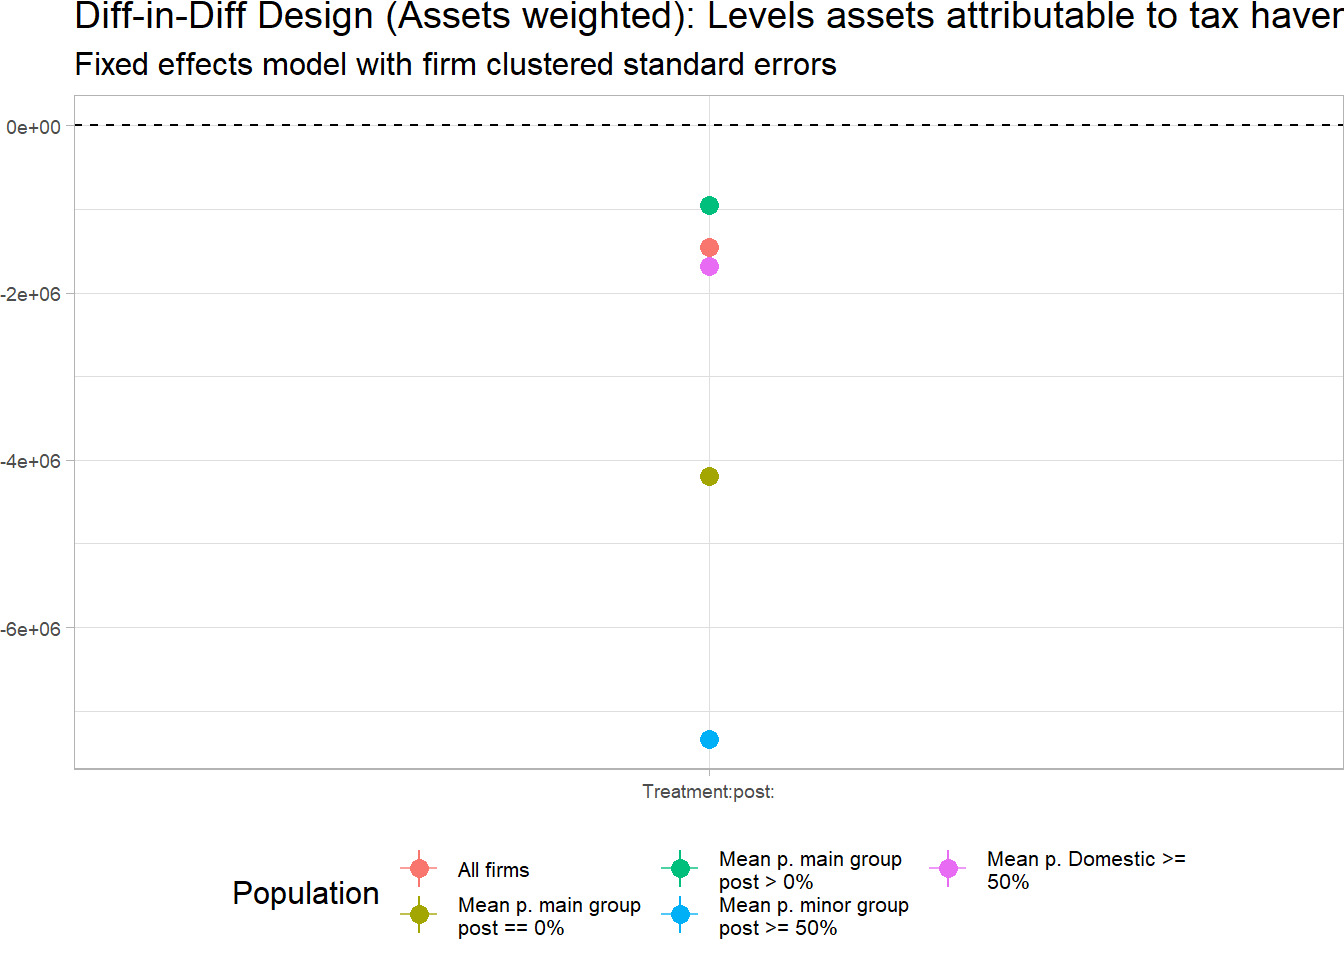 Diff-in-Diff Design (Assets weighted): Levels assets attributable to tax haven
Fixed effects model with firm clustered standard errors
0e+00
-2e+06
-4e+06
-6e+06
Treatment:post:
Population
All firms
Mean p. main group
post == 0%
Mean p. main group
post > 0%
Mean p. minor group
post >= 50%
Mean p. Domestic >=
50%